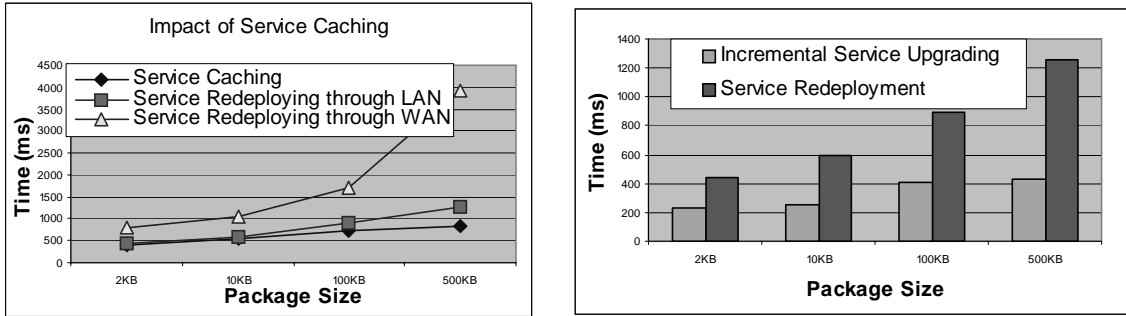 Impact of Service Caching
Time (ms)
4500
4000
3500
3000
2500
2000
1500
1000
500
0
Service Caching
Service Redeploying through LAN
Service Redeploying through WAN
2KB
10KB
100KB
500KB
Package Size
Time (ms)
1400
1200
1000
800
600
400
200
0
Incremental Service Upgrading
Service Redeployment
2KB
10KB
100KB
500KB
Package Size